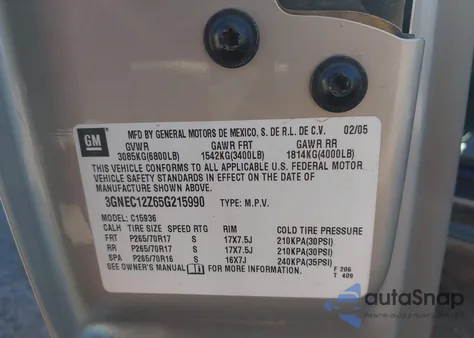 GM
MFD BY GENERAL MOTORS DE MEXICO, S. DE R.L. DE C.V. 02/05
GVWR GAWR FRT GAWR RR
3085KG(6800LB) 1542KG(3400LB) 1814KG(4000LB)
THIS VEHICLE CONFORMS TO ALL APPLICABLE U.S. FEDERAL MOTOR
VEHICLE SAFETY STANDARDS IN EFFECT ON THE DATE OF
MANUFACTURE SHOWN ABOVE.
3GNEC12Z65G215990 TYPE: M.P.V.
MODEL: C15936
CALH TIRE SIZE SPEED RTG RIM COLD TIRE PRESSURE
FRT P265/70R17 S 17X7.5J 210KPA(30PSI)
RR P265/70R17 S 17X7.5J 210KPA(30PSI)
SPA P265/70R16 S 16X7J 240KPA(35PSI)
SEE OWNER'S MANUAL FOR MORE INFORMATION
F 206
T 409
autoSnap